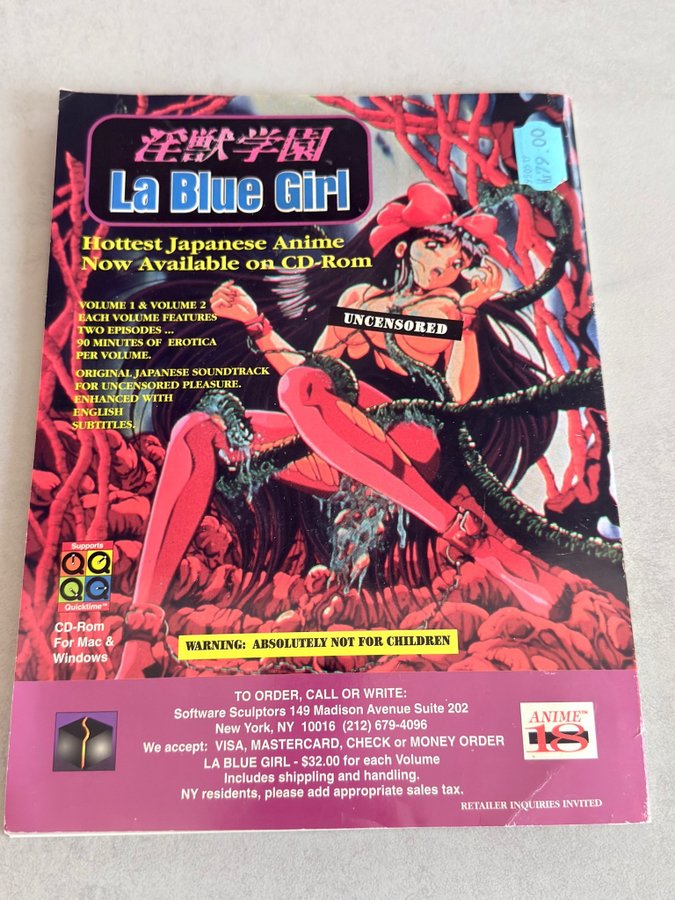 淫獣学園
La Blue Girl
950517
Kr79.00
Hottest Japanese Anime
Now Available on CD-Rom
VOLUME 1 & VOLUME 2
EACH VOLUME FEATURES
TWO EPISODES ...
90 MINUTES OF EROTICA
PER VOLUME.
ORIGINAL JAPANESE SOUNDTRACK
FOR UNCENSORED PLEASURE.
ENHANCED WITH
ENGLISH
SUBTITLES.
UNCENSORED
Supports
Quicktime™
CD-Rom
For Mac &
Windows
WARNING: ABSOLUTELY NOT FOR CHILDREN
TO ORDER, CALL OR WRITE:
Software Sculptors 149 Madison Avenue Suite 202
New York, NY 10016 (212) 679-4096
We accept: VISA, MASTERCARD, CHECK or MONEY ORDER
LA BLUE GIRL - $32.00 for each Volume
Includes shipping and handling.
NY residents, please add appropriate sales tax.
ANIME™
18
RETAILER INQUIRIES INVITED